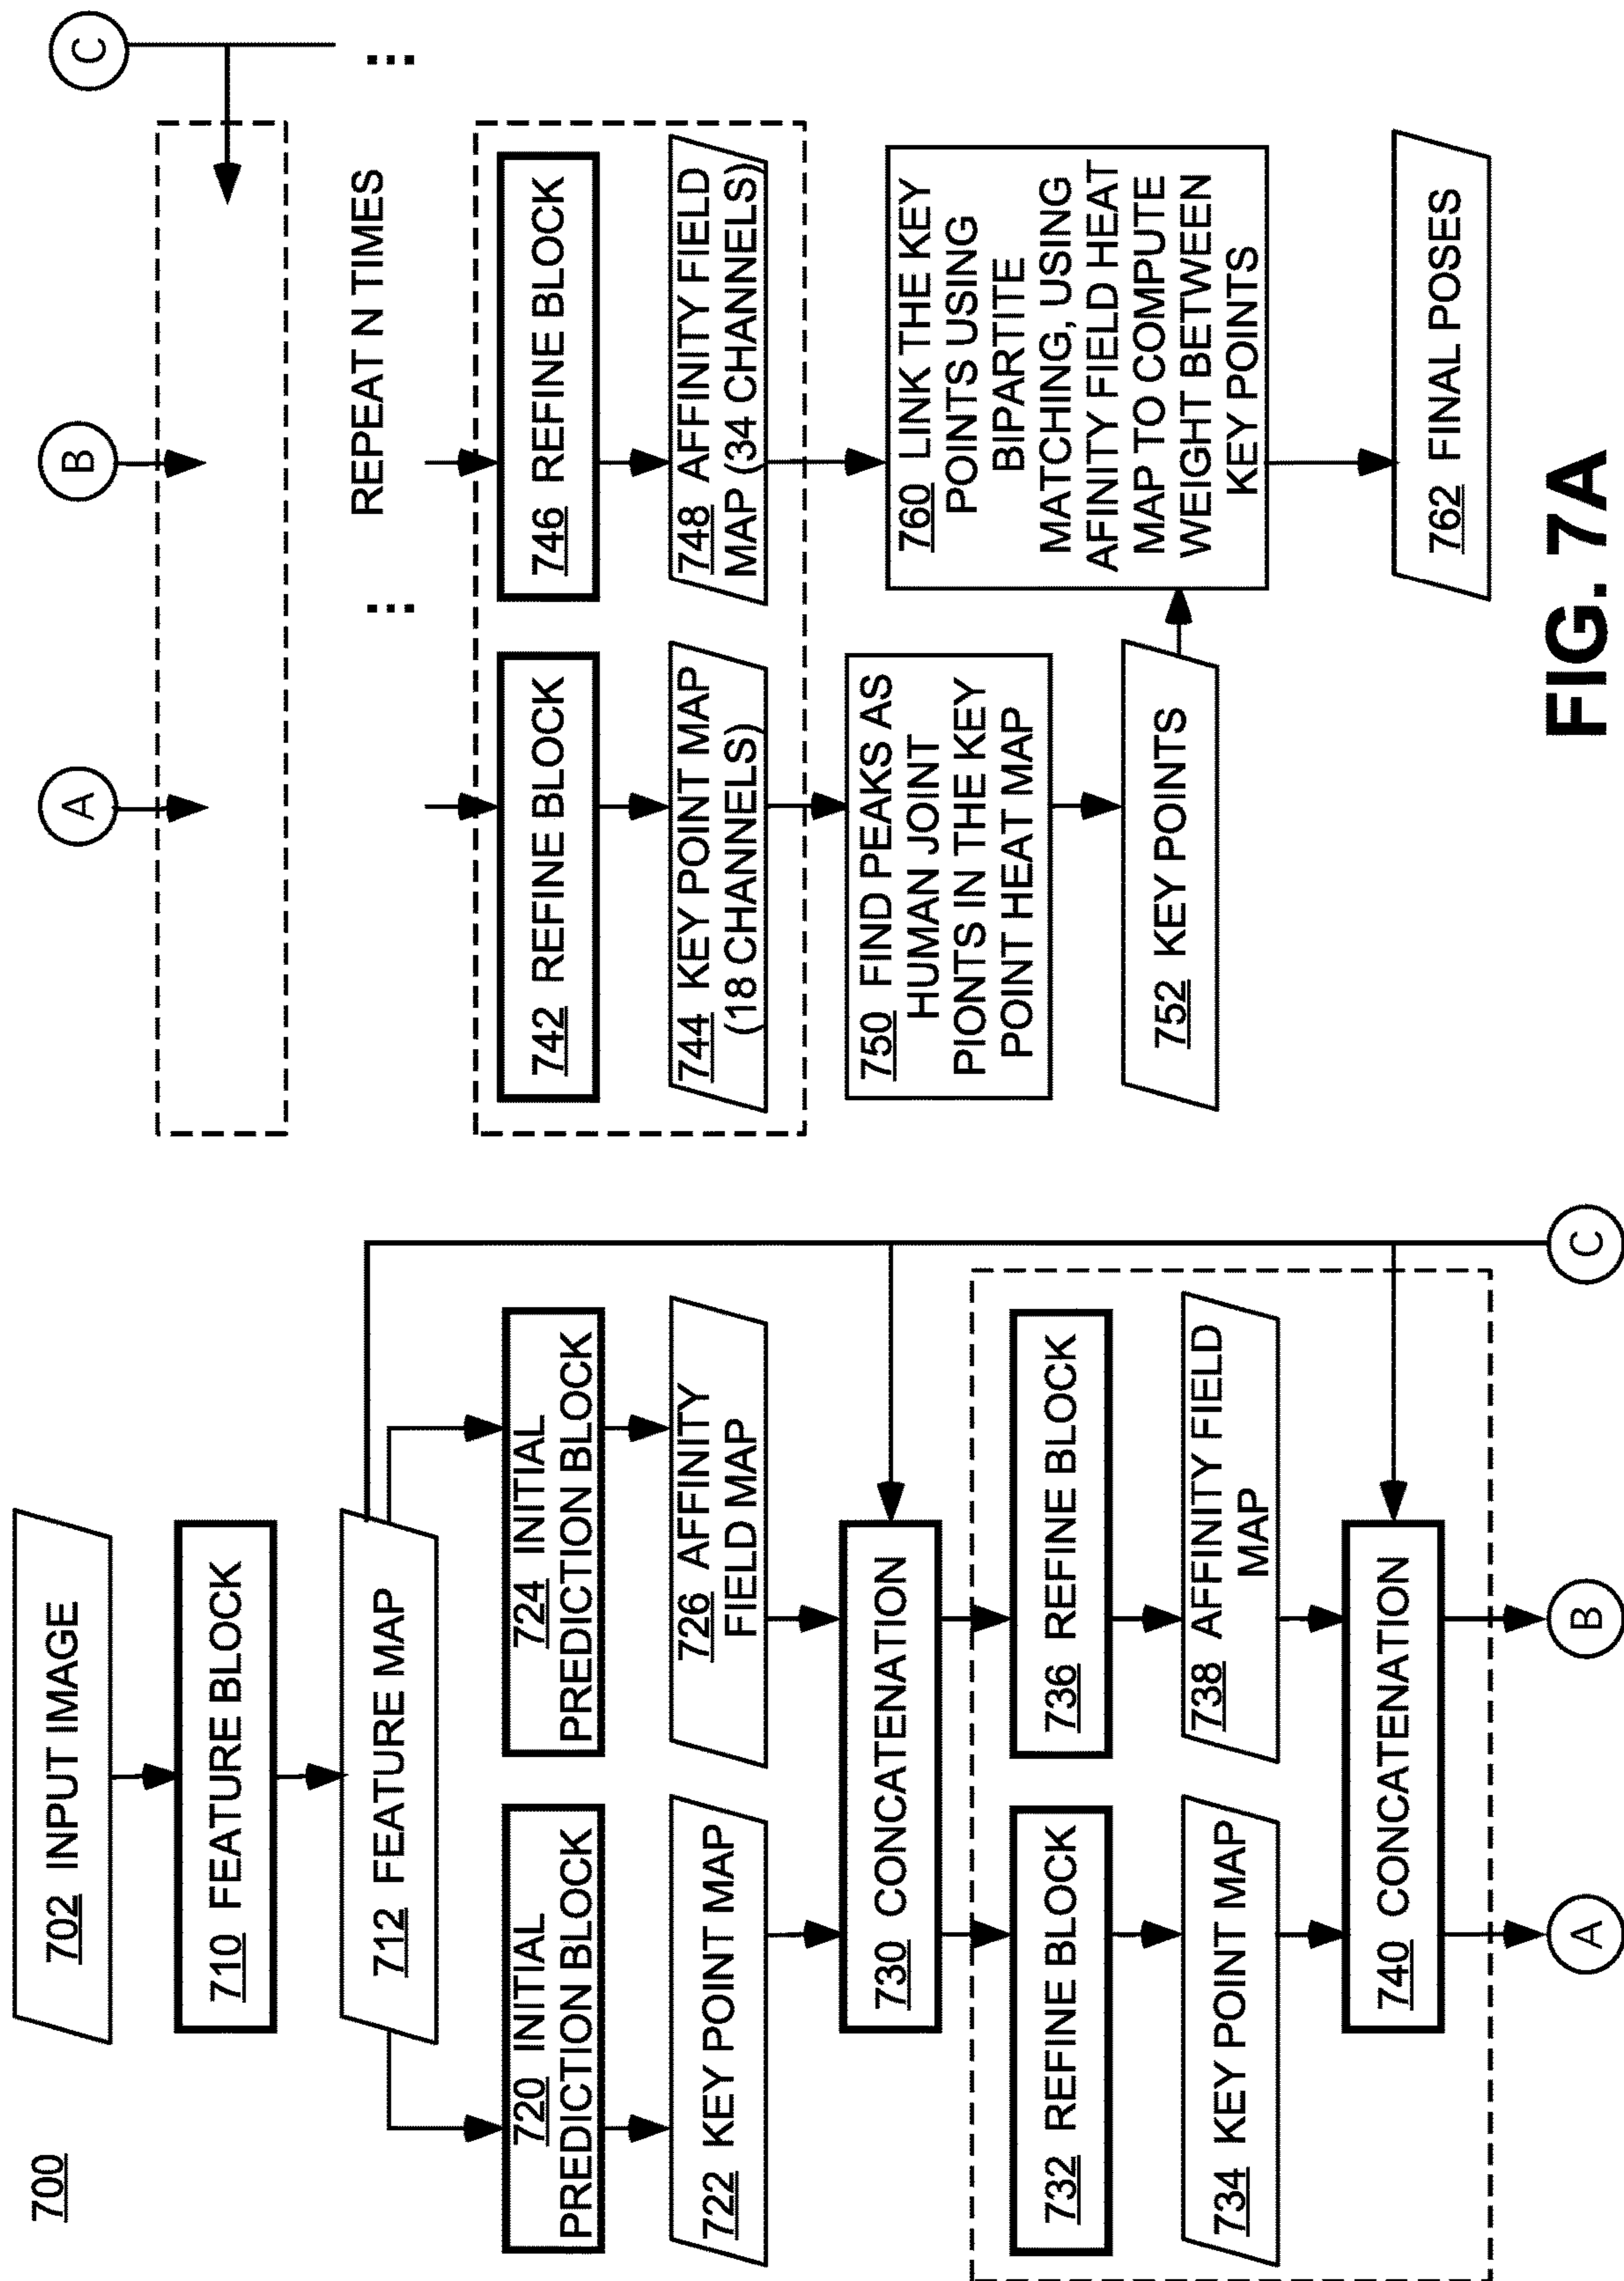 700
702 INPUT IMAGE
710 FEATURE BLOCK
712 FEATURE MAP
720 INITIAL
PREDICTION BLOCK
724 INITIAL
PREDICTION BLOCK
722 KEY POINT MAP
726 AFFINITY
FIELD MAP
730 CONCATENATION
732 REFINE BLOCK
736 REFINE BLOCK
734 KEY POINT MAP
738 AFFINITY FIELD
MAP
740 CONCATENATION
A
B
C
A
B
C
REPEAT N TIMES
742 REFINE BLOCK
746 REFINE BLOCK
744 KEY POINT MAP
(18 CHANNELS)
748 AFFINITY FIELD
MAP (34 CHANNELS)
750 FIND PEAKS AS
HUMAN JOINT
PIONTS IN THE KEY
POINT HEAT MAP
752 KEY POINTS
760 LINK THE KEY
POINTS USING
BIPARTITE
MATCHING, USING
AFINITY FIELD HEAT
MAP TO COMPUTE
WEIGHT BETWEEN
KEY POINTS
762 FINAL POSES
FIG. 7A